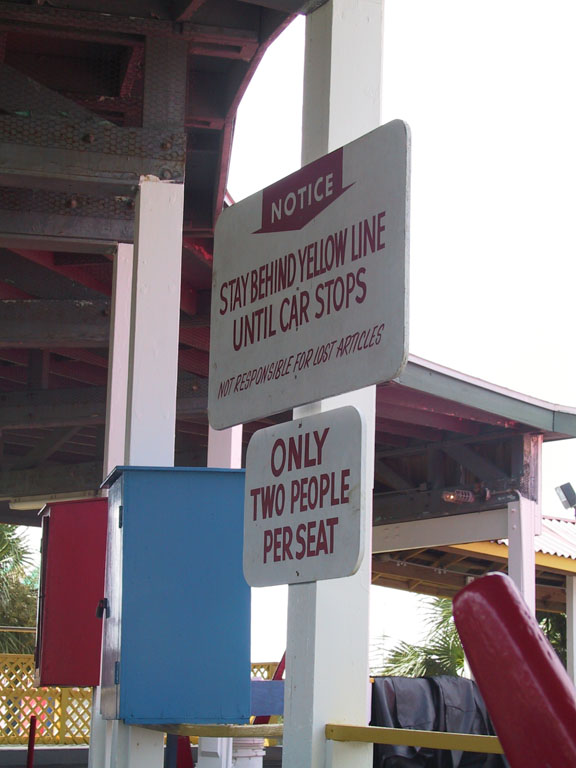 NOTICE
STAY BEHIND YELLOW LINE
UNTIL CAR STOPS
NOT RESPONSIBLE FOR LOST ARTICLES
ONLY
TWO PEOPLE
PER SEAT